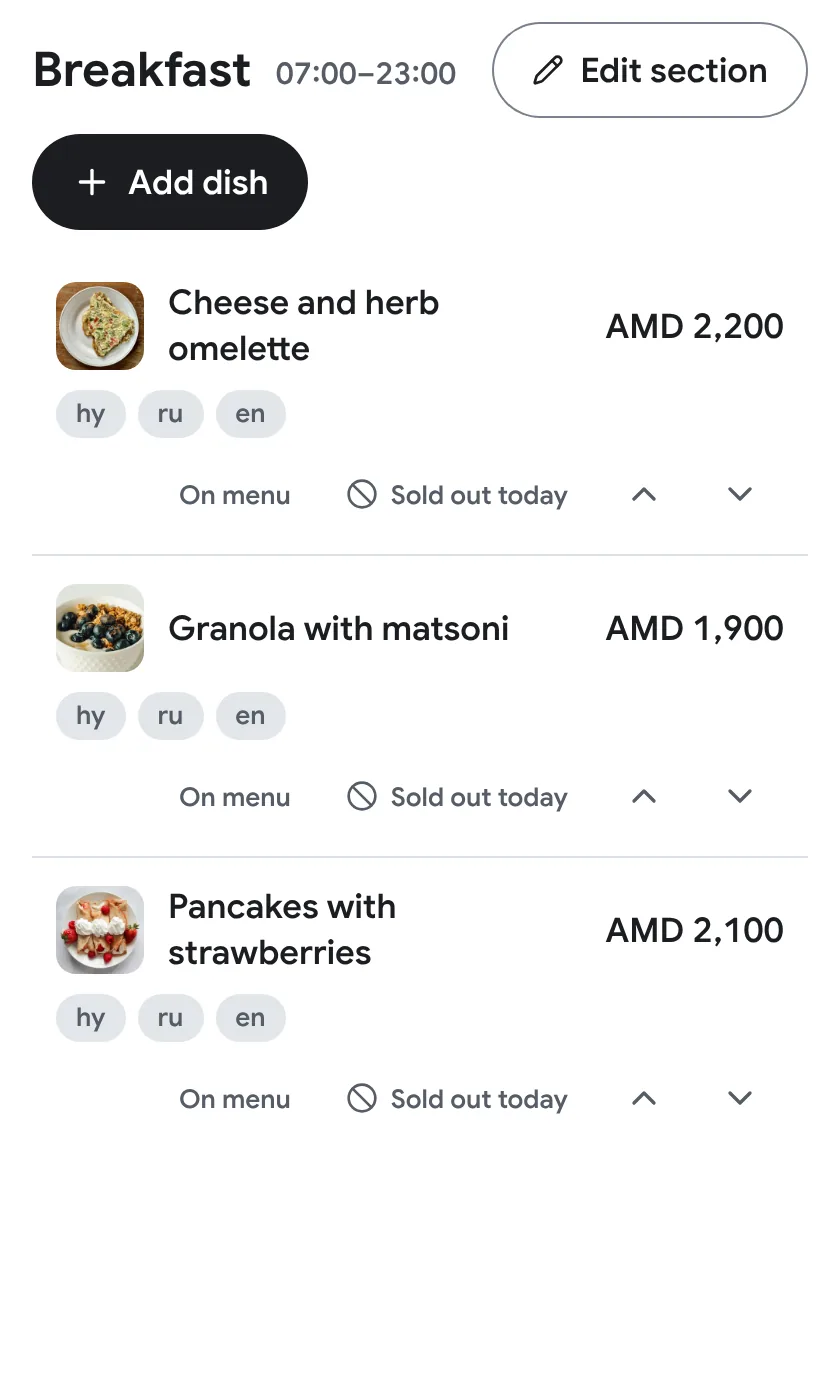 Breakfast 07:00–23:00 Edit section
Add dish
Cheese and herb
omelette
AMD 2,200
hy ru en
On menu Sold out today
Granola with matsoni AMD 1,900
hy ru en
On menu Sold out today
Pancakes with
strawberries
AMD 2,100
hy ru en
On menu Sold out today